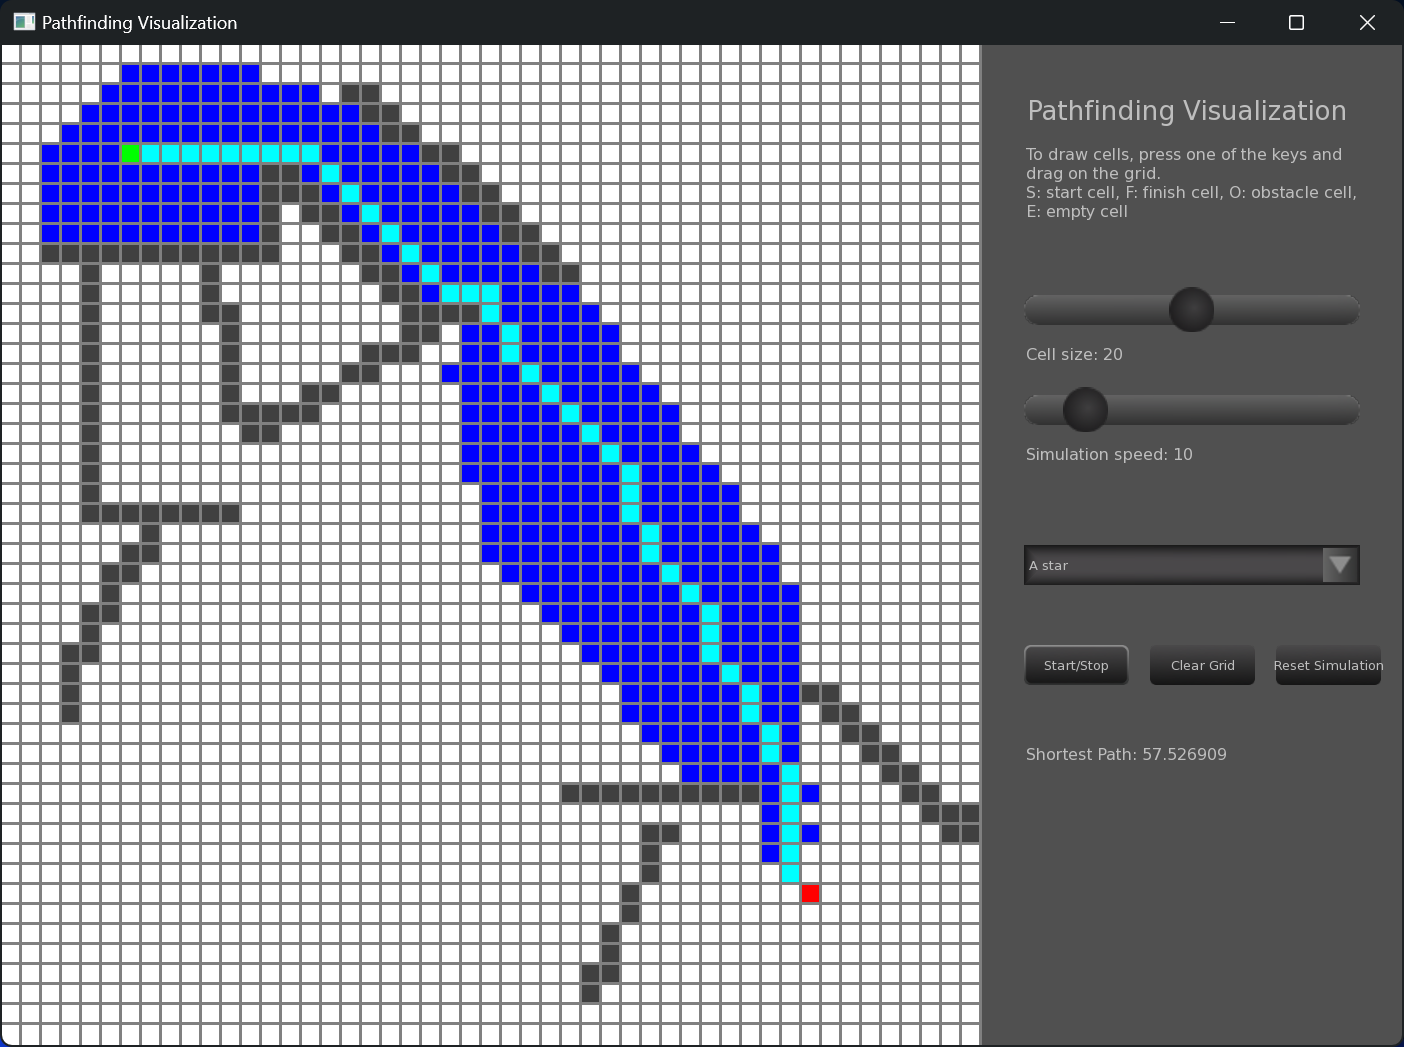 Pathfinding Visualization
Pathfinding Visualization
To draw cells, press one of the keys and
drag on the grid.
S: start cell, F: finish cell, O: obstacle cell,
E: empty cell
Cell size: 20
Simulation speed: 10
A star
Start/Stop
Clear Grid
Reset Simulation
Shortest Path: 57.526909